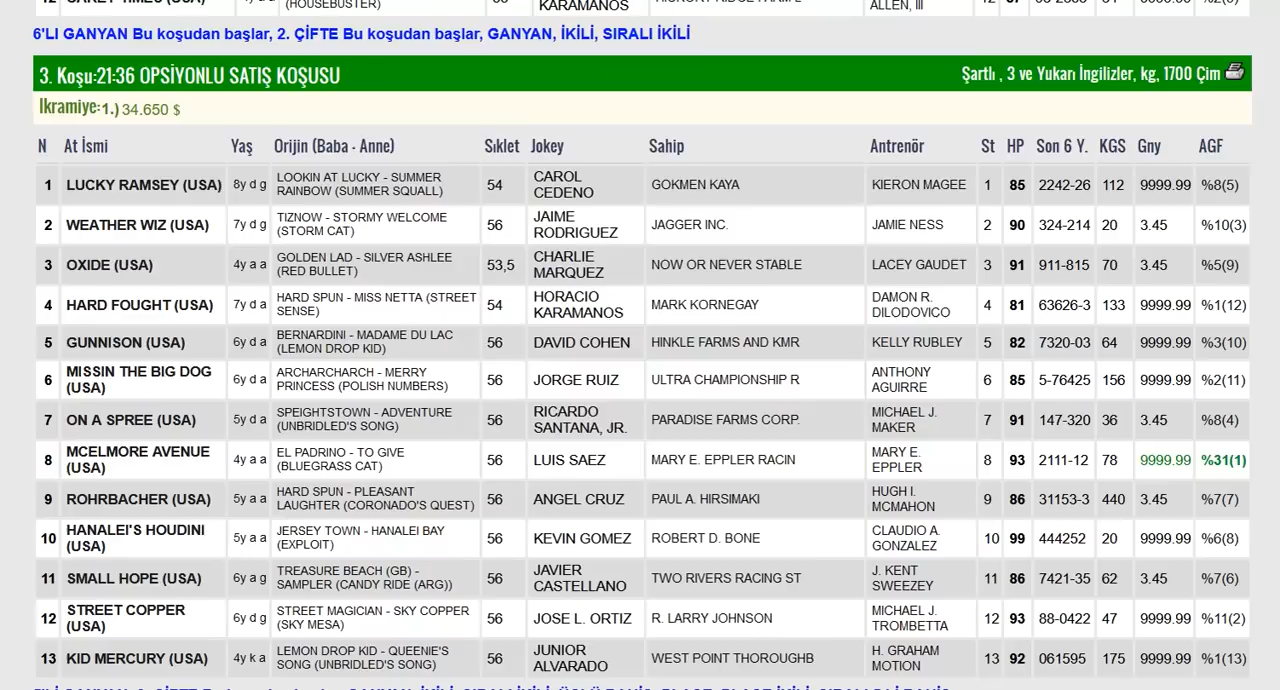 KARAMANOS
ALLEN, III
6'LI GANYAN Bu koşudan başlar, 2. ÇİFTE Bu koşudan başlar, GANYAN, İKİLİ, SIRALI İKİLİ
3. Koşu:21:36 OPSİYONLU SATIŞ KOŞUSU Şartlı , 3 ve Yukarı İngilizler, kg, 1700 Çim
İkramiye:1.) 34.650 $
N At İsmi Yaş Orijin (Baba - Anne) Sıklet Jokey Sahip Antrenör St HP Son 6 Y. KGS Gny AGF
1 LUCKY RAMSEY (USA) 8y d g LOOKIN AT LUCKY - SUMMER RAINBOW (SUMMER SQUALL) 54 CAROL CEDENO GOKMEN KAYA KIERON MAGEE 1 85 2242-26 112 9999.99 %8(5)
2 WEATHER WIZ (USA) 7y d g TIZNOW - STORMY WELCOME (STORM CAT) 56 JAIME RODRIGUEZ JAGGER INC. JAMIE NESS 2 90 324-214 20 3.45 %10(3)
3 OXIDE (USA) 4y a a GOLDEN LAD - SILVER ASHLEE (RED BULLET) 53,5 CHARLIE MARQUEZ NOW OR NEVER STABLE LACEY GAUDET 3 91 911-815 70 3.45 %5(9)
4 HARD FOUGHT (USA) 7y d a HARD SPUN - MISS NETTA (STREET SENSE) 54 HORACIO KARAMANOS MARK KORNEGAY DAMON R. DILODOVICO 4 81 63626-3 133 9999.99 %1(12)
5 GUNNISON (USA) 6y d a BERNARDINI - MADAME DU LAC (LEMON DROP KID) 56 DAVID COHEN HINKLE FARMS AND KMR KELLY RUBLEY 5 82 7320-03 64 9999.99 %3(10)
6 MISSIN THE BIG DOG (USA) 6y d a ARCHARCHARCH - MERRY PRINCESS (POLISH NUMBERS) 56 JORGE RUIZ ULTRA CHAMPIONSHIP R ANTHONY AGUIRRE 6 85 5-76425 156 9999.99 %2(11)
7 ON A SPREE (USA) 5y d a SPEIGHTSTOWN - ADVENTURE (UNBRIDLED'S SONG) 56 RICARDO SANTANA, JR. PARADISE FARMS CORP. MICHAEL J. MAKER 7 91 147-320 36 3.45 %8(4)
8 MCELMORE AVENUE (USA) 4y a a EL PADRINO - TO GIVE (BLUEGRASS CAT) 56 LUIS SAEZ MARY E. EPPLER RACIN MARY E. EPPLER 8 93 2111-12 78 9999.99 %31(1)
9 ROHRBACHER (USA) 5y a a HARD SPUN - PLEASANT LAUGHTER (CORONADO'S QUEST) 56 ANGEL CRUZ PAUL A. HIRSIMAKI HUGH I. MCMAHON 9 86 31153-3 440 3.45 %7(7)
10 HANALEI'S HOUDINI (USA) 5y a a JERSEY TOWN - HANALEI BAY (EXPLOIT) 56 KEVIN GOMEZ ROBERT D. BONE CLAUDIO A. GONZALEZ 10 99 444252 20 9999.99 %6(8)
11 SMALL HOPE (USA) 6y a g TREASURE BEACH (GB) - SAMPLER (CANDY RIDE (ARG)) 56 JAVIER CASTELLANO TWO RIVERS RACING ST J. KENT SWEEZEY 11 86 7421-35 62 3.45 %7(6)
12 STREET COPPER (USA) 6y d g STREET MAGICIAN - SKY COPPER (SKY MESA) 56 JOSE L. ORTIZ R. LARRY JOHNSON MICHAEL J. TROMBETTA 12 93 88-0422 47 9999.99 %11(2)
13 KID MERCURY (USA) 4y k a LEMON DROP KID - QUEENIE'S SONG (UNBRIDLED'S SONG) 56 JUNIOR ALVARADO WEST POINT THOROUGHB H. GRAHAM MOTION 13 92 061595 175 9999.99 %1(13)